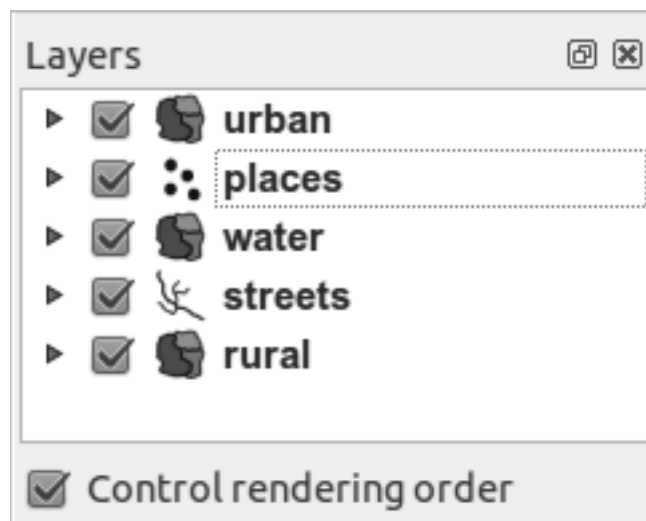 Layers
urban
places
water
streets
rural
Control rendering order